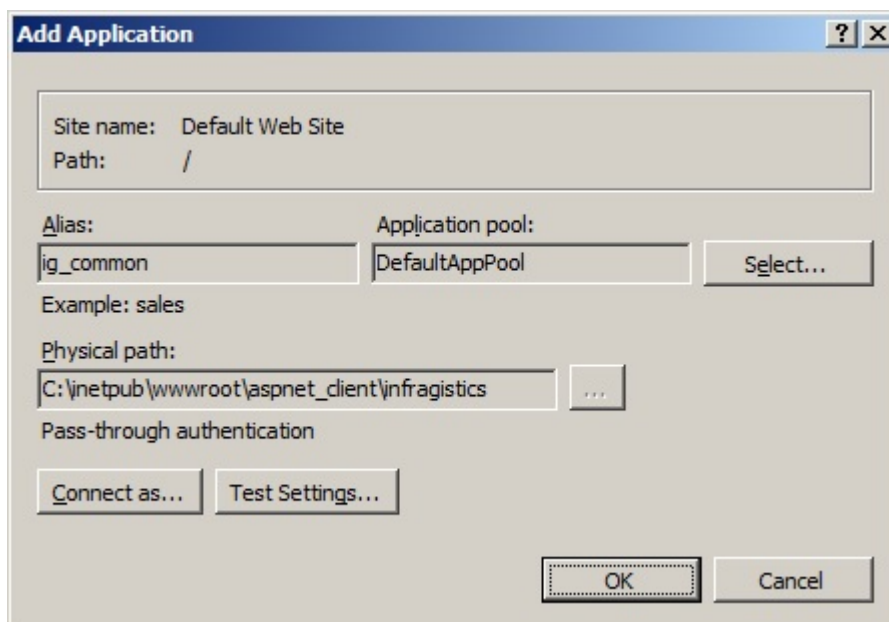 Add Application
Site name: Default Web Site
Path: /
Alias: Application pool:
ig_common DefaultAppPool Select...
Example: sales
Physical path:
C:\inetpub\wwwroot\aspnet_client\infragistics ...
Pass-through authentication
Connect as... Test Settings...
OK Cancel